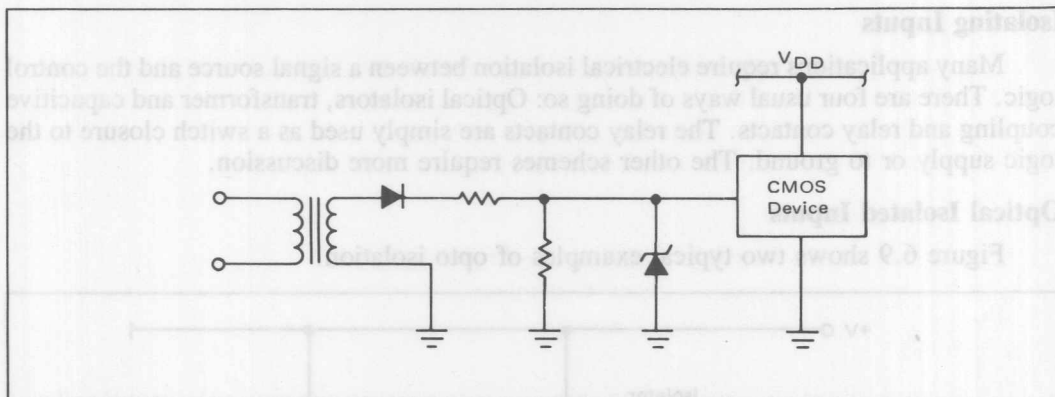 Isolating Inputs
Many applications require electrical isolation between a signal source and the control
logic. There are four usual ways of doing so: Optical isolators, transformer and capacitive
coupling and relay contacts. The relay contacts are simply used as a switch closure to the
logic supply or to ground. The other schemes require more discussion.
Optical Isolated Inputs
Figure 6.9 shows two typical examples of opto isolation.
VDD
CMOS
Device
+V
Isolator